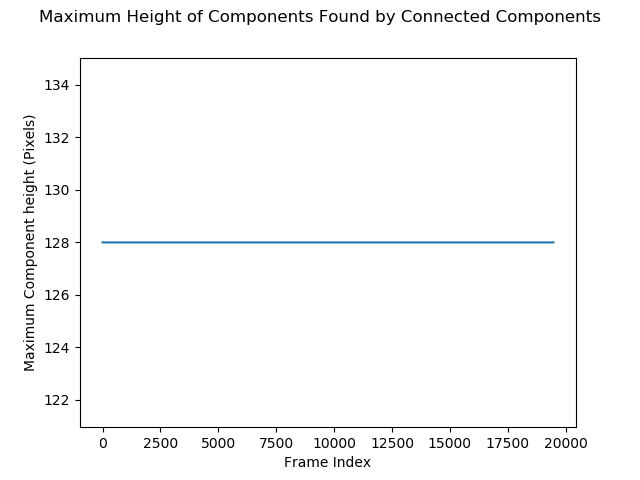 Maximum Height of Components Found by Connected Components
134
132
130
128
126
124
122
Maximum Component height (Pixels)
0 2500 5000 7500 10000 12500 15000 17500 20000
Frame Index